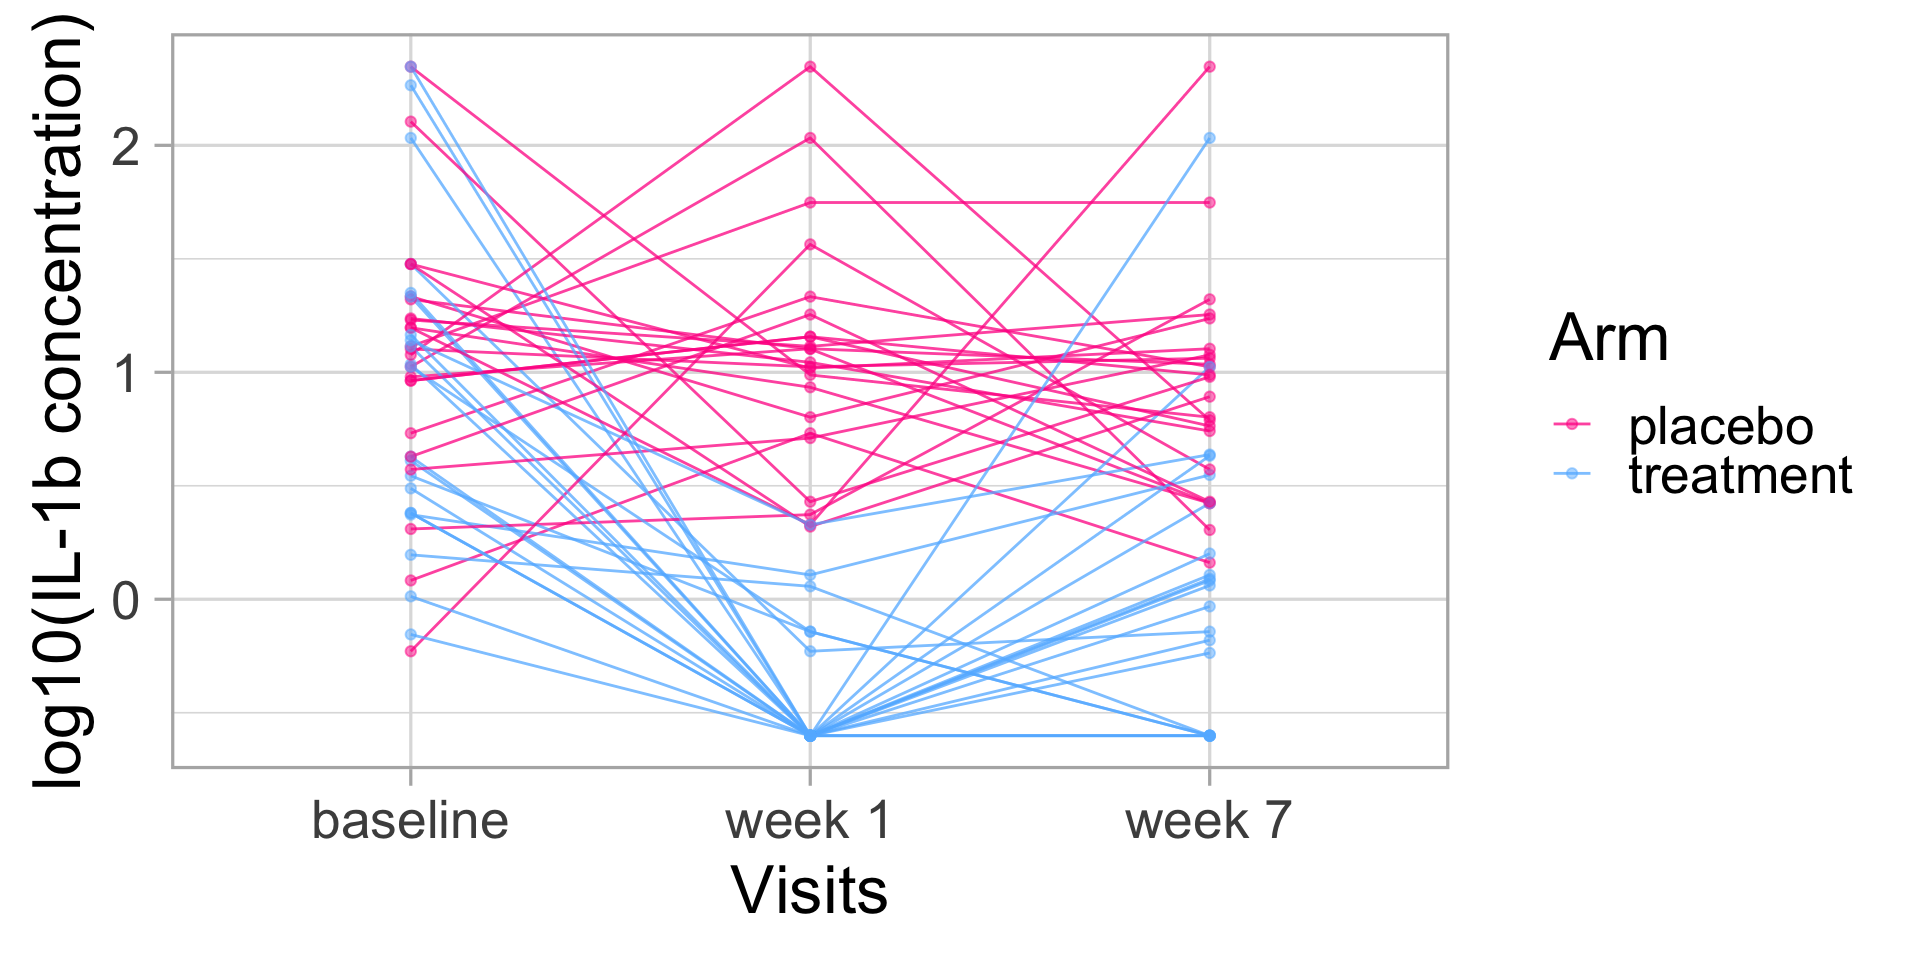 log10(IL-1b concentration)
2
1
0
baseline
week 1
week 7
Visits
Arm
placebo
treatment